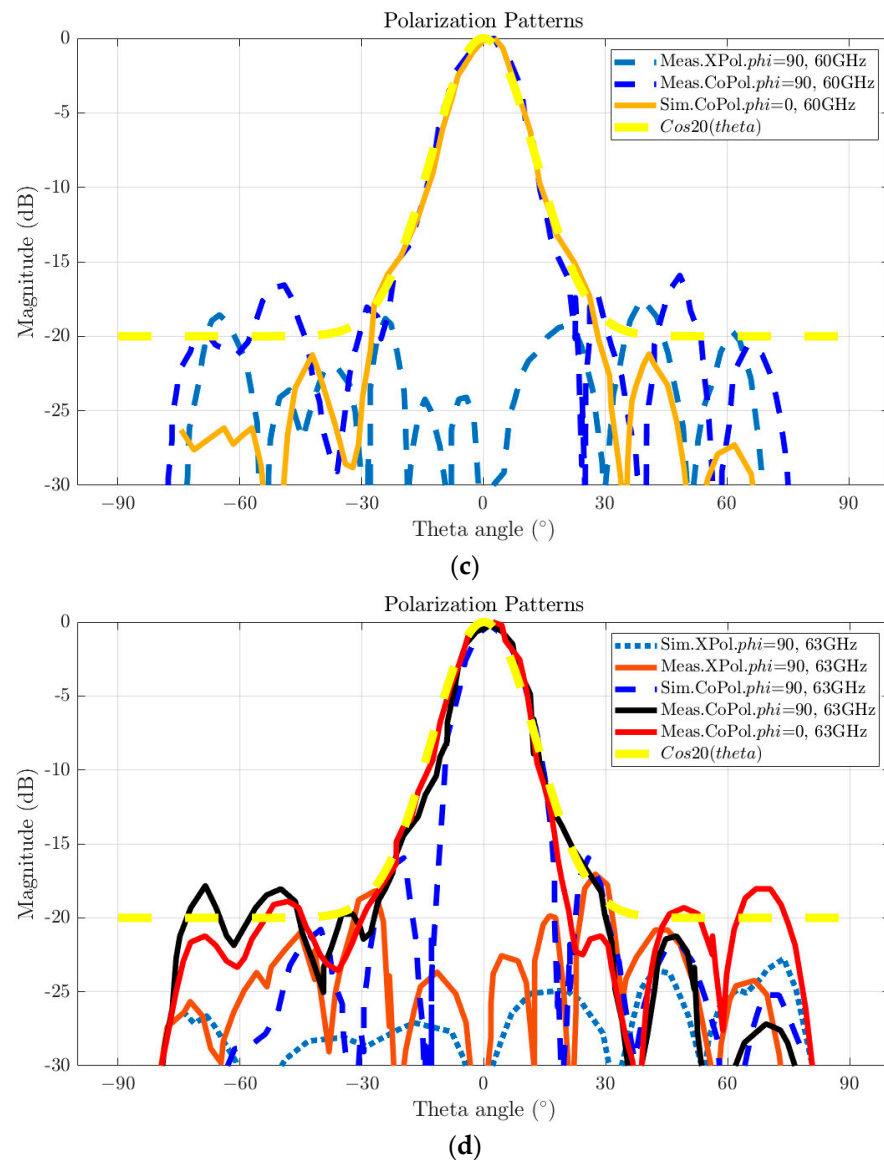 Polarization Patterns
Meas.XPol.phi=90, 60GHz
Meas.CoPol.phi=90, 60GHz
Sim.CoPol.phi=0, 60GHz
Cos20(theta)
Magnitude (dB)
0
-5
-10
-15
-20
-25
-30
−90
−60
−30
0
30
60
90
Theta angle (°)
(c)
Polarization Patterns
Sim.XPol.phi=90, 63GHz
Meas.XPol.phi=90, 63GHz
Sim.CoPol.phi=90, 63GHz
Meas.CoPol.phi=90, 63GHz
Meas.CoPol.phi=0, 63GHz
Cos20(theta)
Magnitude (dB)
0
-5
-10
-15
-20
-25
-30
−90
−60
−30
0
30
60
90
Theta angle (°)
(d)